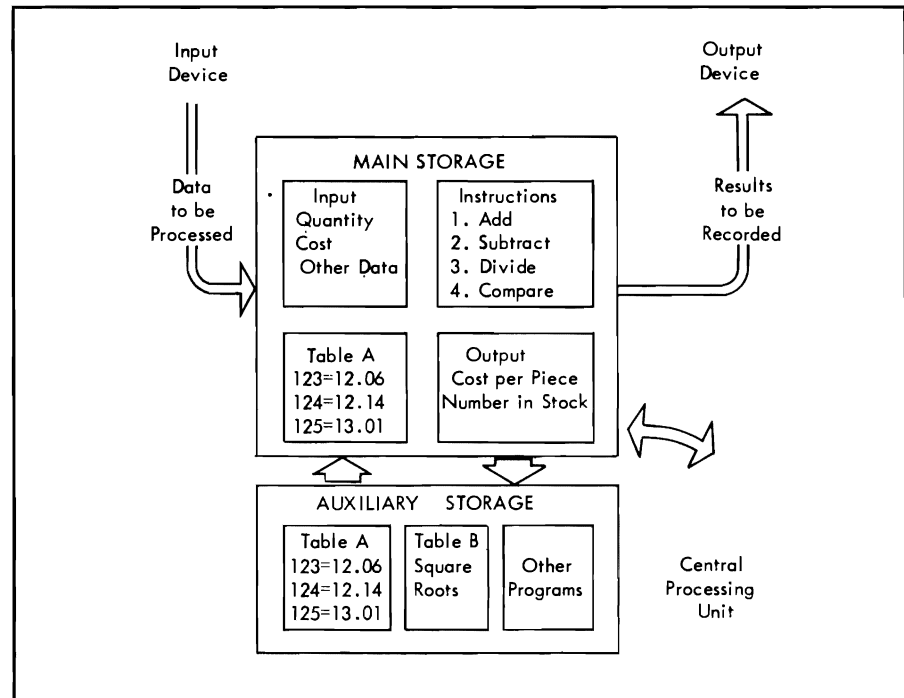 Input
Device
Output
Device
Data
to be
Processed
Results
to be
Recorded
MAIN STORAGE
Input
Quantity
Cost
Other Data
Instructions
1. Add
2. Subtract
3. Divide
4. Compare
Table A
123=12.06
124=12.14
125=13.01
Output
Cost per Piece
Number in Stock
AUXILIARY STORAGE
Table A
123=12.06
124=12.14
125=13.01
Table B
Square
Roots
Other
Programs
Central
Processing
Unit